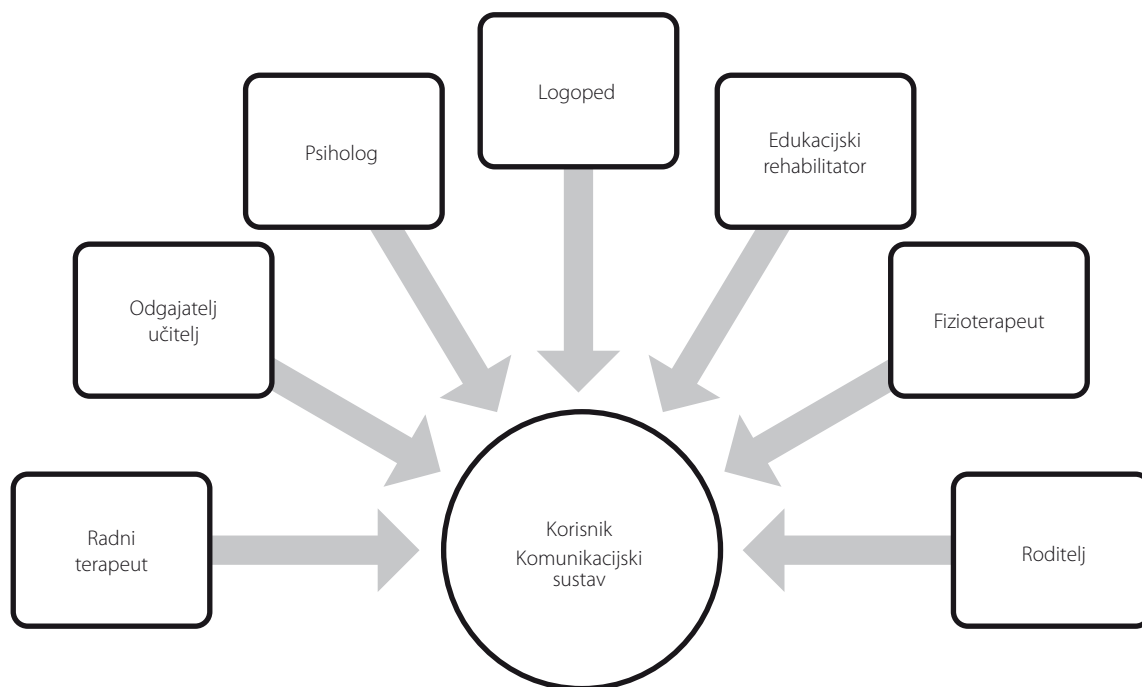 Logoped
Psiholog
Edukacijski
rehabilitator
Odgajatelj
učitelj
Fizioterapeut
Radni
terapeut
Korisnik
Komunikacijski
sustav
Roditelj